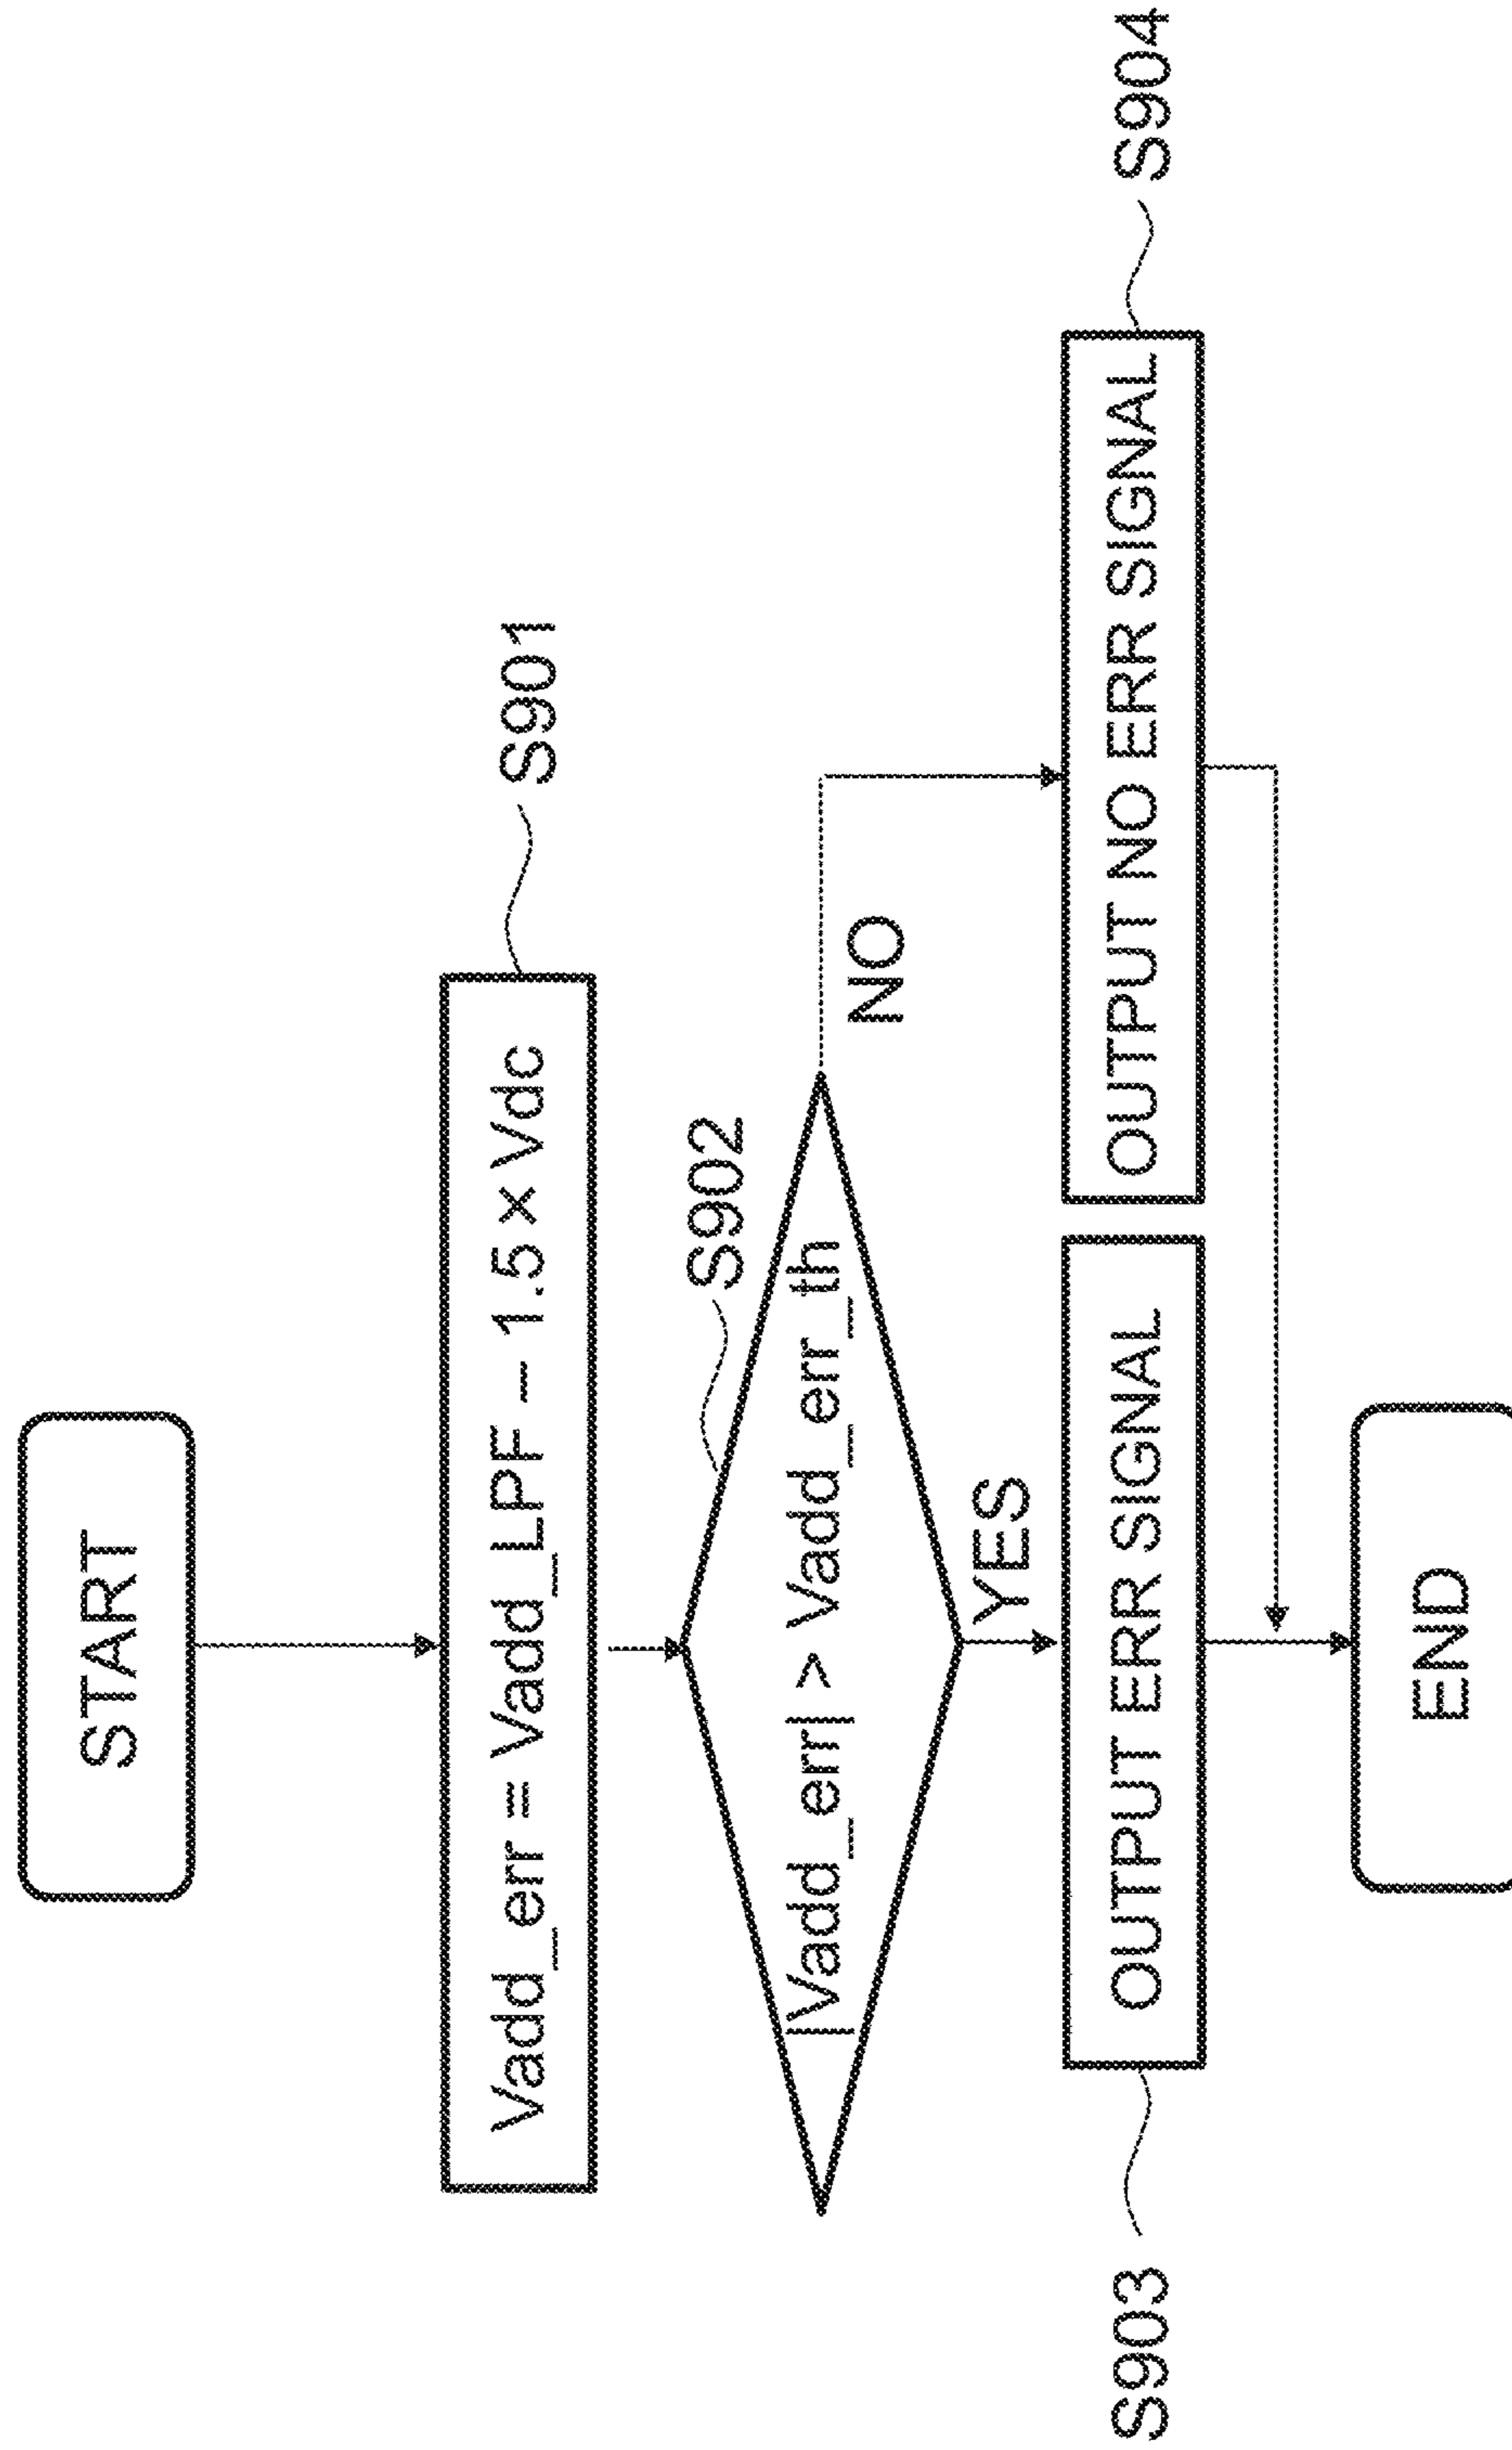 START
Vadd_err = Vadd_LPF – 1.5 × Vdc
S901
S902
|Vadd_err| > Vadd_err_th
NO
YES
S903
OUTPUT ERR SIGNAL
OUTPUT NO ERR SIGNAL
S904
END